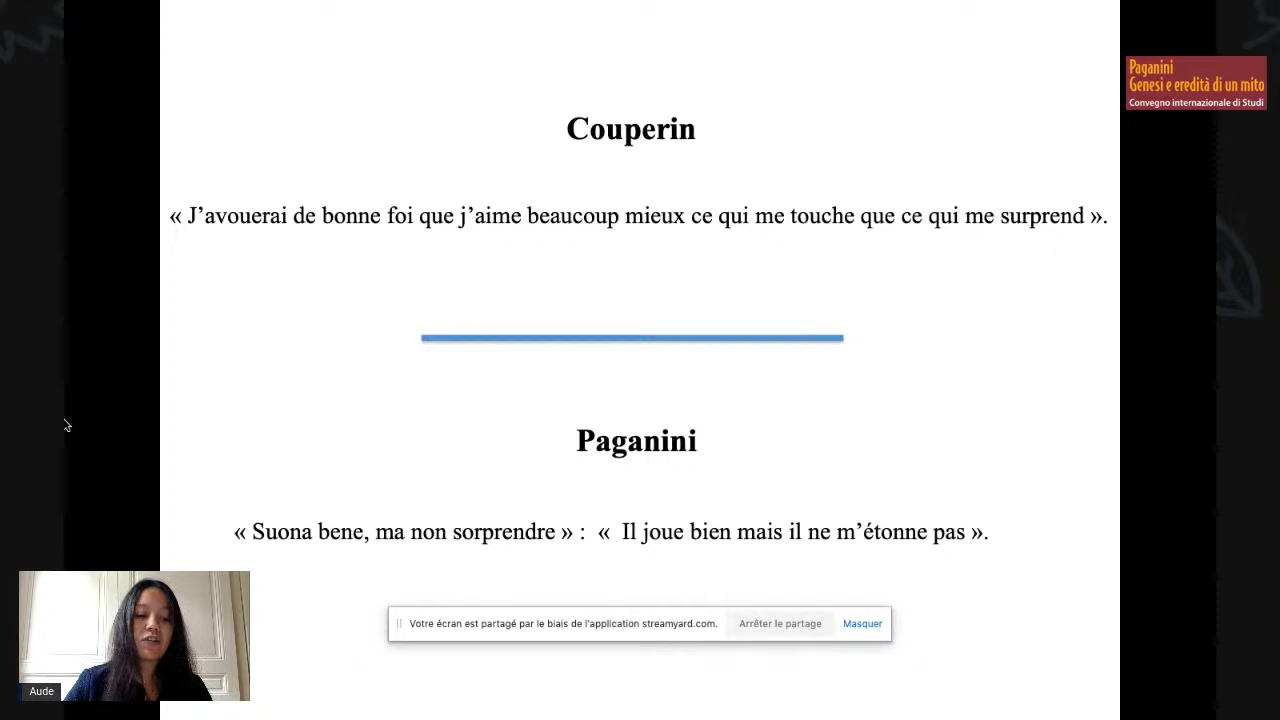 Paganini
Genesi e eredità di un mito
Convegno internazionale di Studi
Couperin
« J’avouerai de bonne foi que j’aime beaucoup mieux ce qui me touche que ce qui me surprend ».
Paganini
« Suona bene, ma non sorprendre » : « Il joue bien mais il ne m’étonne pas ».
Votre écran est partagé par le biais de l'application streamyard.com. Arrêter le partage Masquer
Aude